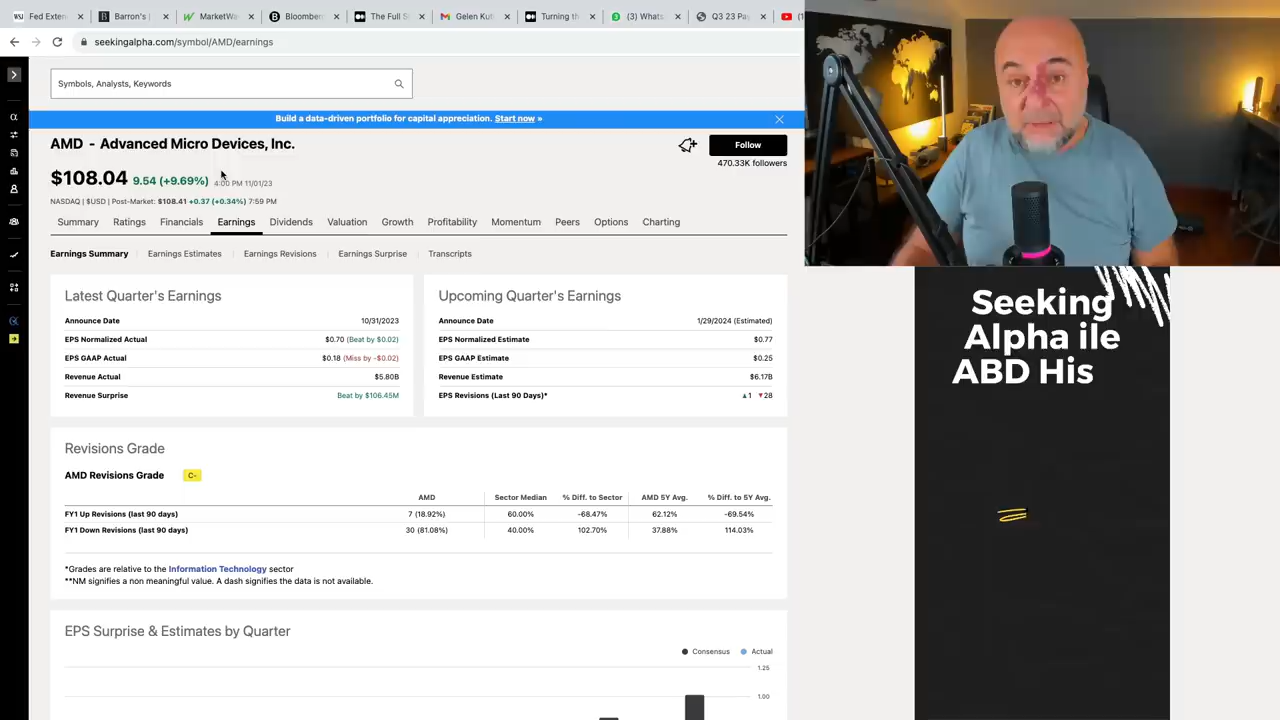 Fed Exten
Barron's
MarketWa
Bloomber
The Full S
Gelen Kut
Turning th
(3) Whats
Q3 23 Pa
seekingalpha.com/symbol/AMD/earnings
Symbols, Analysts, Keywords
Build a data-driven portfolio for capital appreciation. Start now »
AMD - Advanced Micro Devices, Inc.
Follow
470.33K followers
$108.04 9.54 (+9.69%) 4:00 PM 11/01/23
NASDAQ | $USD | Post-Market: $108.41 +0.37 (+0.34%) 7:59 PM
Summary Ratings Financials Earnings Dividends Valuation Growth Profitability Momentum Peers Options Charting
Earnings Summary Earnings Estimates Earnings Revisions Earnings Surprise Transcripts
Latest Quarter's Earnings
Announce Date 10/31/2023
EPS Normalized Actual $0.70 (Beat by $0.02)
EPS GAAP Actual $0.18 (Miss by -$0.02)
Revenue Actual $5.80B
Revenue Surprise Beat by $106.45M
Upcoming Quarter's Earnings
Announce Date 1/29/2024 (Estimated)
EPS Normalized Estimate $0.77
EPS GAAP Estimate $0.25
Revenue Estimate $6.17B
EPS Revisions (Last 90 Days)* ▲1 ▼28
Revisions Grade
AMD Revisions Grade C-
AMD Sector Median % Diff. to Sector AMD 5Y Avg. % Diff. to 5Y Avg.
FY1 Up Revisions (last 90 days) 7 (18.92%) 60.00% -68.47% 62.12% -69.54%
FY1 Down Revisions (last 90 days) 30 (81.08%) 40.00% 102.70% 37.88% 114.03%
*Grades are relative to the Information Technology sector
**NM signifies a non meaningful value. A dash signifies the data is not available.
EPS Surprise & Estimates by Quarter
Consensus Actual
1.25
1.00
Seeking
Alpha ile
ABD His